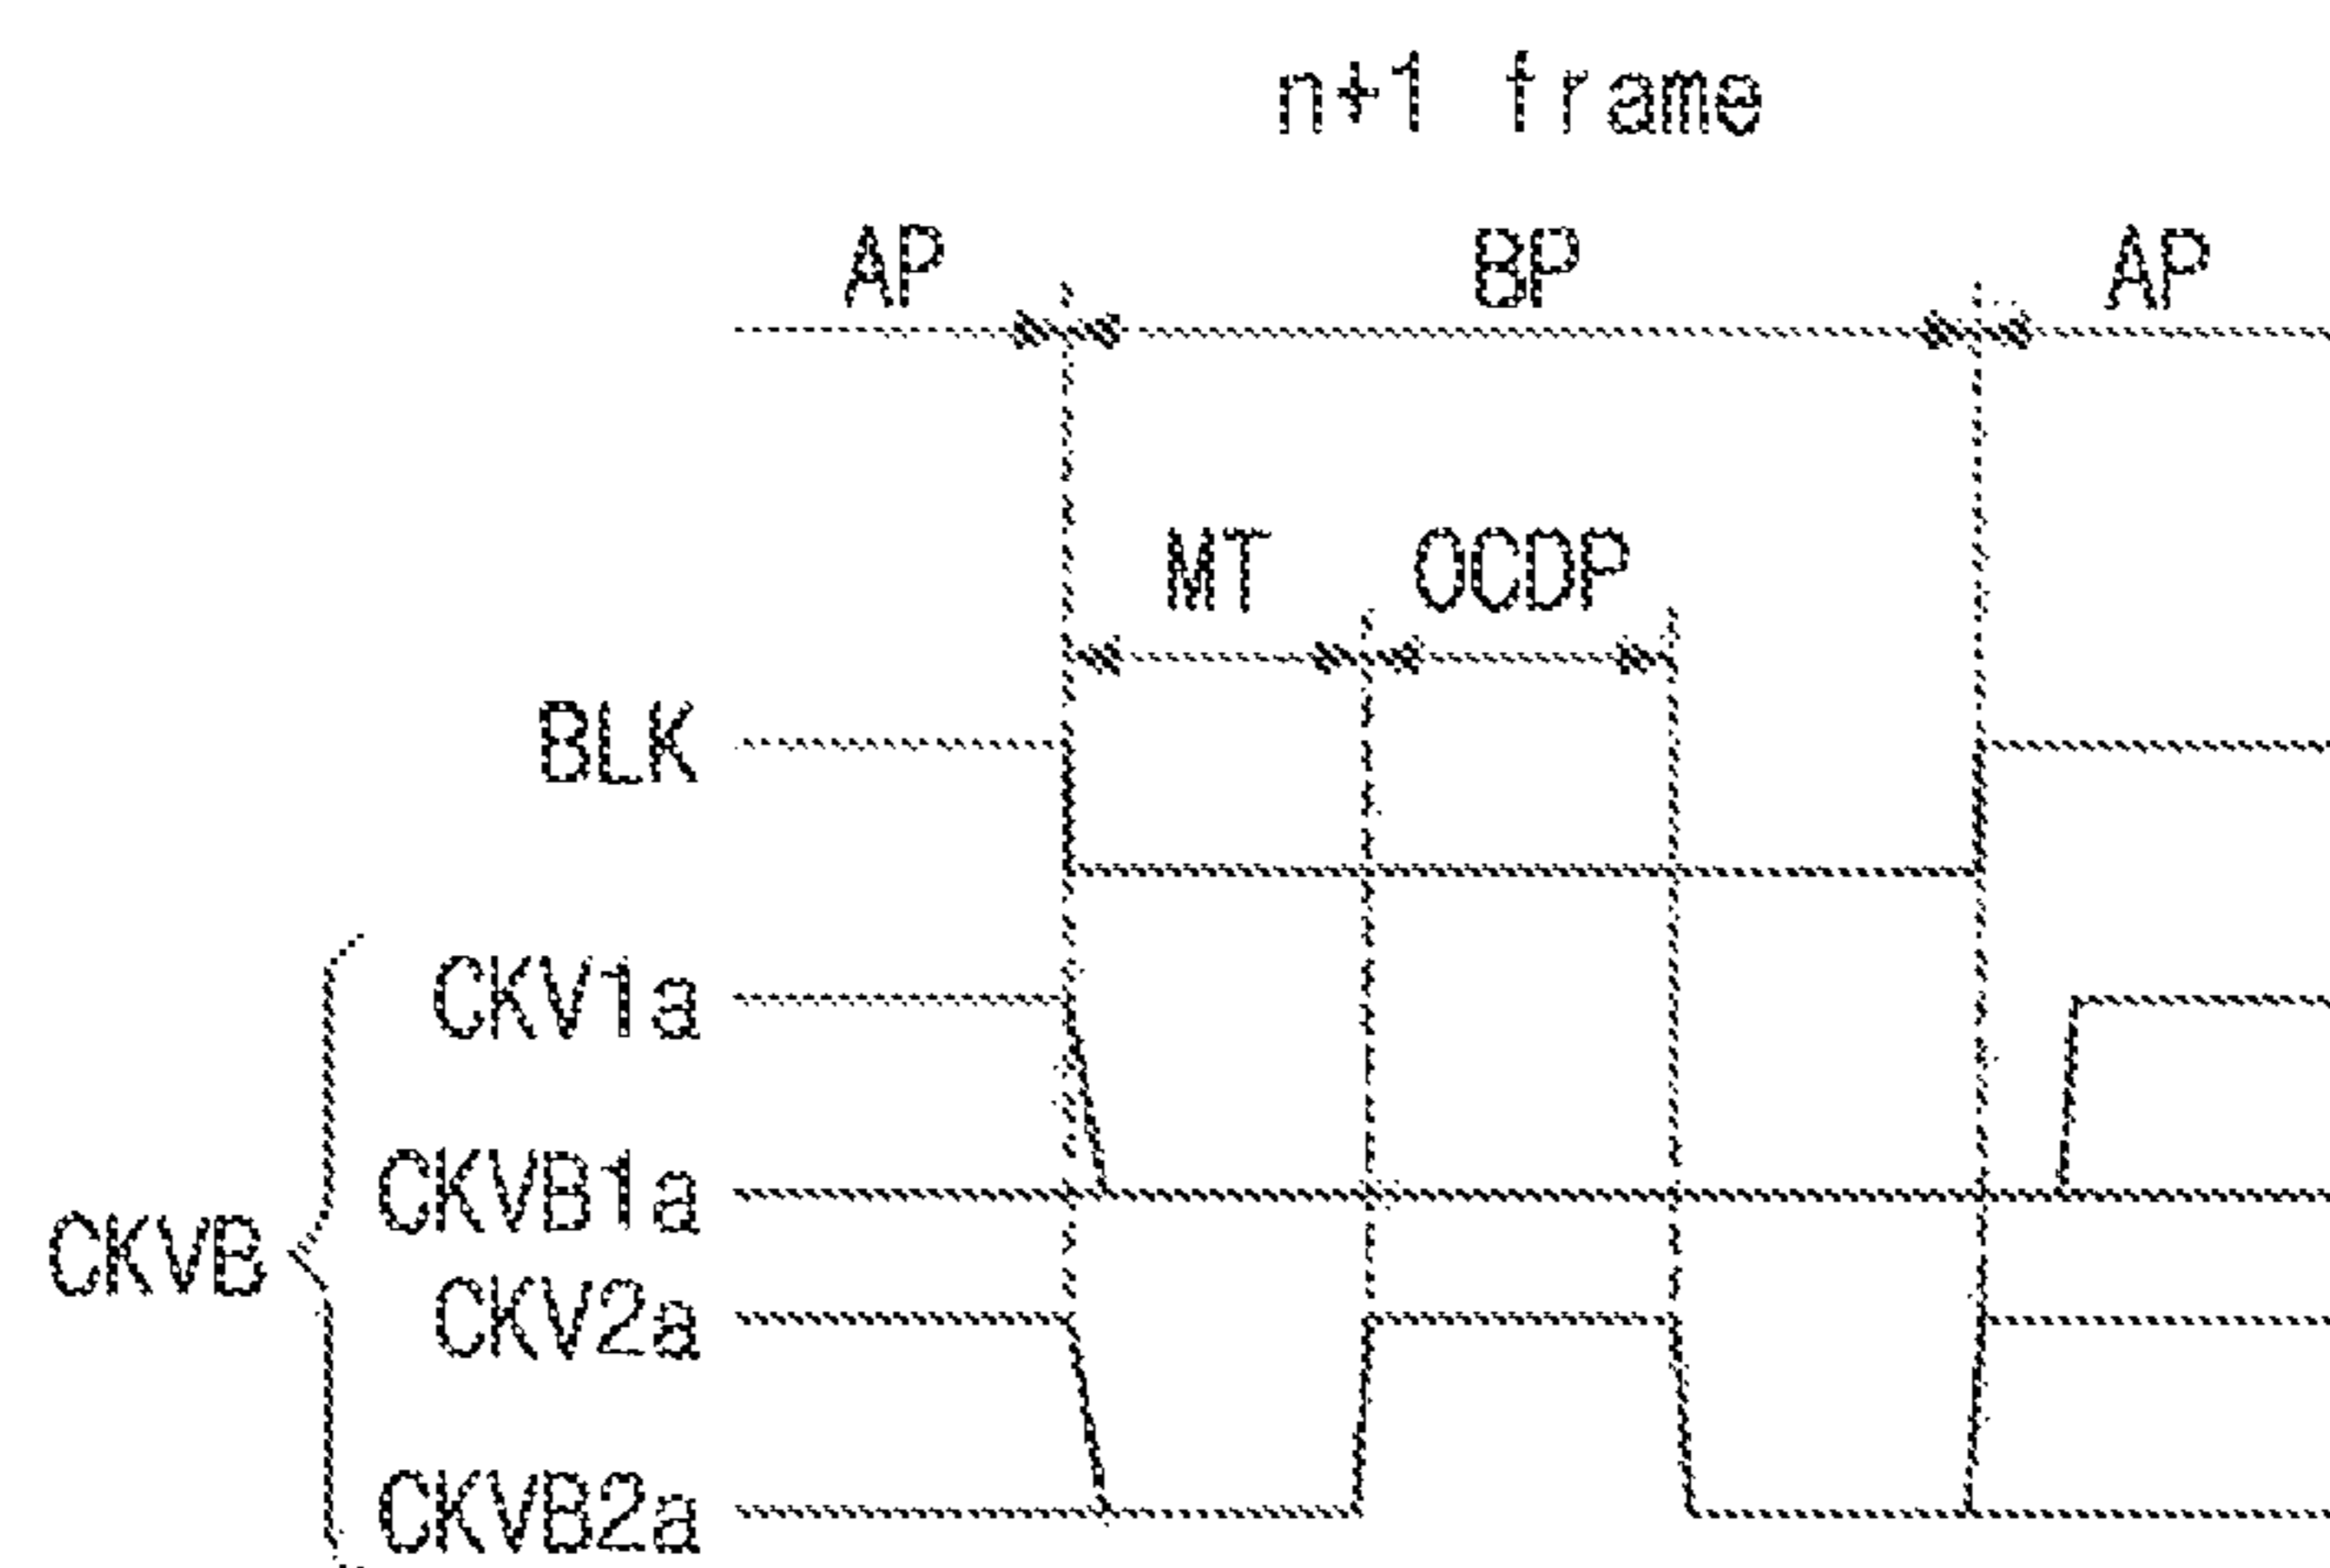 n+1 frame
AP BP AP
MT OCDP
BLK
CKV1a
CKVB1a
CKVB
CKV2a
CKVB2a